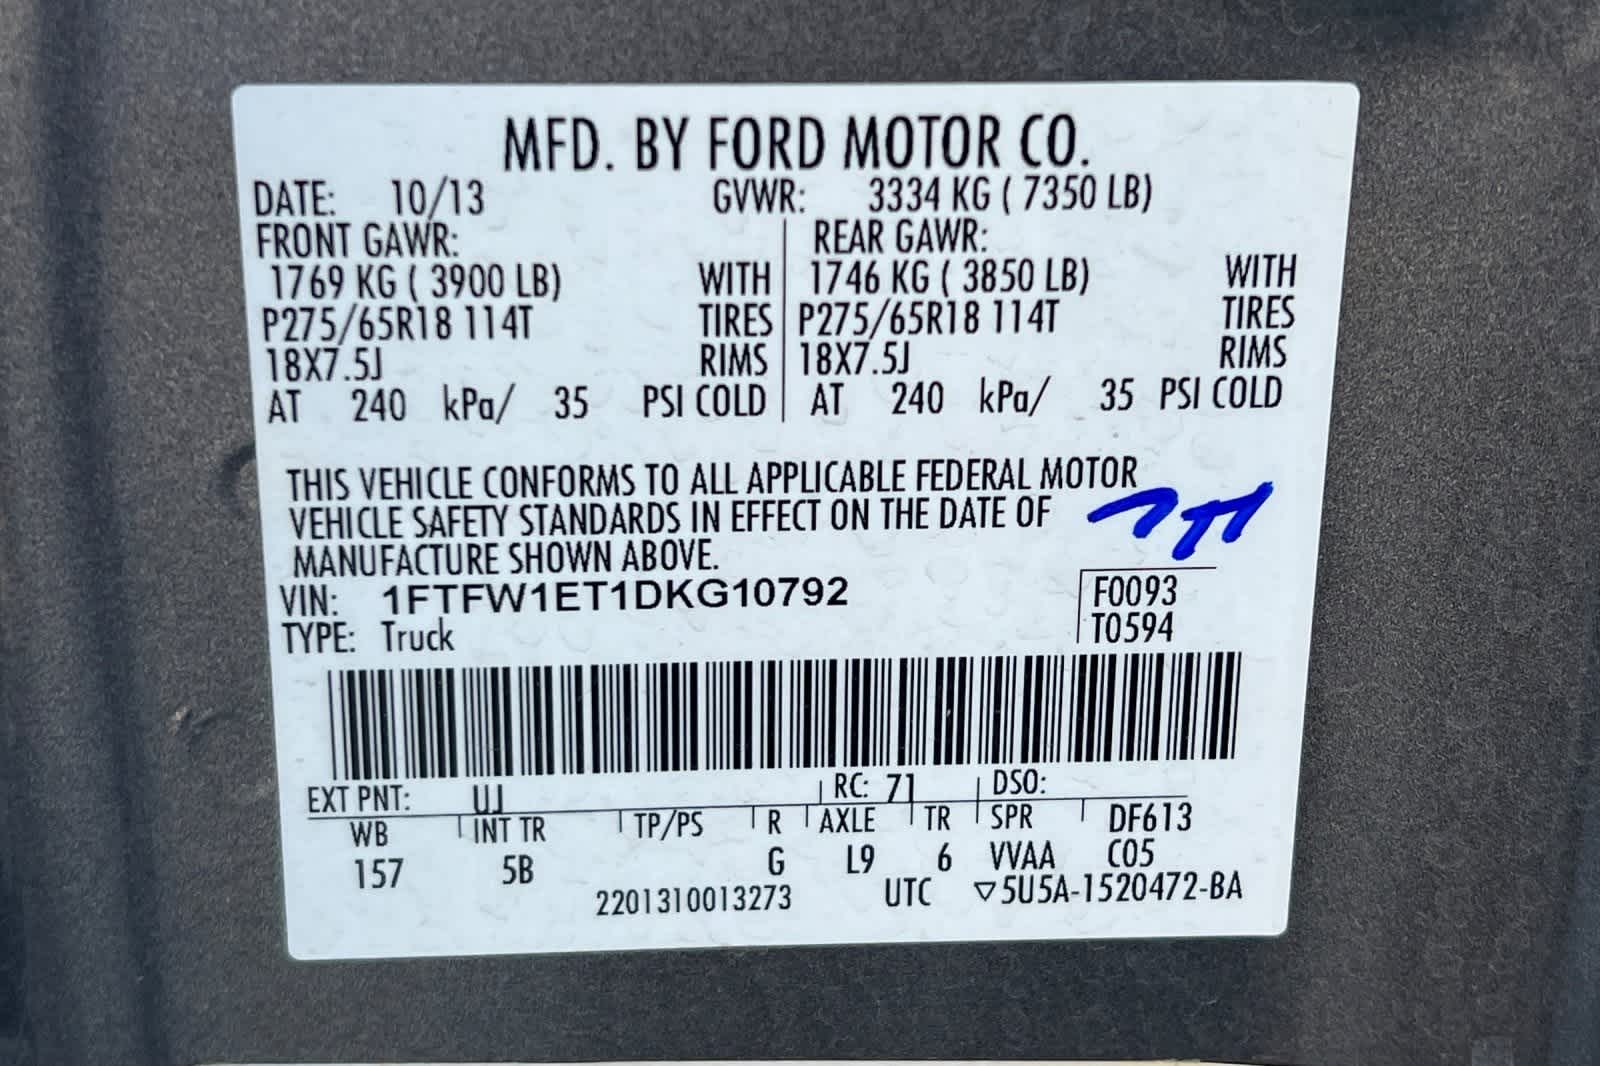 MFD. BY FORD MOTOR CO.
DATE: 10/13 GVWR: 3334 KG ( 7350 LB)
FRONT GAWR: REAR GAWR:
1769 KG ( 3900 LB) WITH 1746 KG ( 3850 LB) WITH
P275/65R18 114T TIRES P275/65R18 114T TIRES
18X7.5J RIMS 18X7.5J RIMS
AT 240 kPa/ 35 PSI COLD AT 240 kPa/ 35 PSI COLD
THIS VEHICLE CONFORMS TO ALL APPLICABLE FEDERAL MOTOR
VEHICLE SAFETY STANDARDS IN EFFECT ON THE DATE OF
MANUFACTURE SHOWN ABOVE.
VIN: 1FTFW1ET1DKG10792 F0093
TYPE: Truck T0594
EXT PNT: UJ RC: 71 DSO:
WB INT TR TP/PS R AXLE TR SPR DF613
157 5B G L9 6 VVAA C05
2201310013273 UTC ▽5U5A-1520472-BA